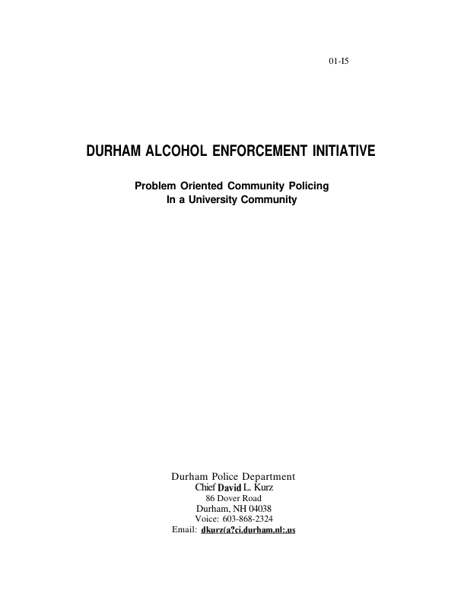 01-I5
DURHAM ALCOHOL ENFORCEMENT INITIATIVE
Problem Oriented Community Policing
In a University Community
Durham Police Department
Chief David L. Kurz
86 Dover Road
Durham, NH 04038
Voice: 603-868-2324
Email: dkurz(a?ci.durham.nl:.us